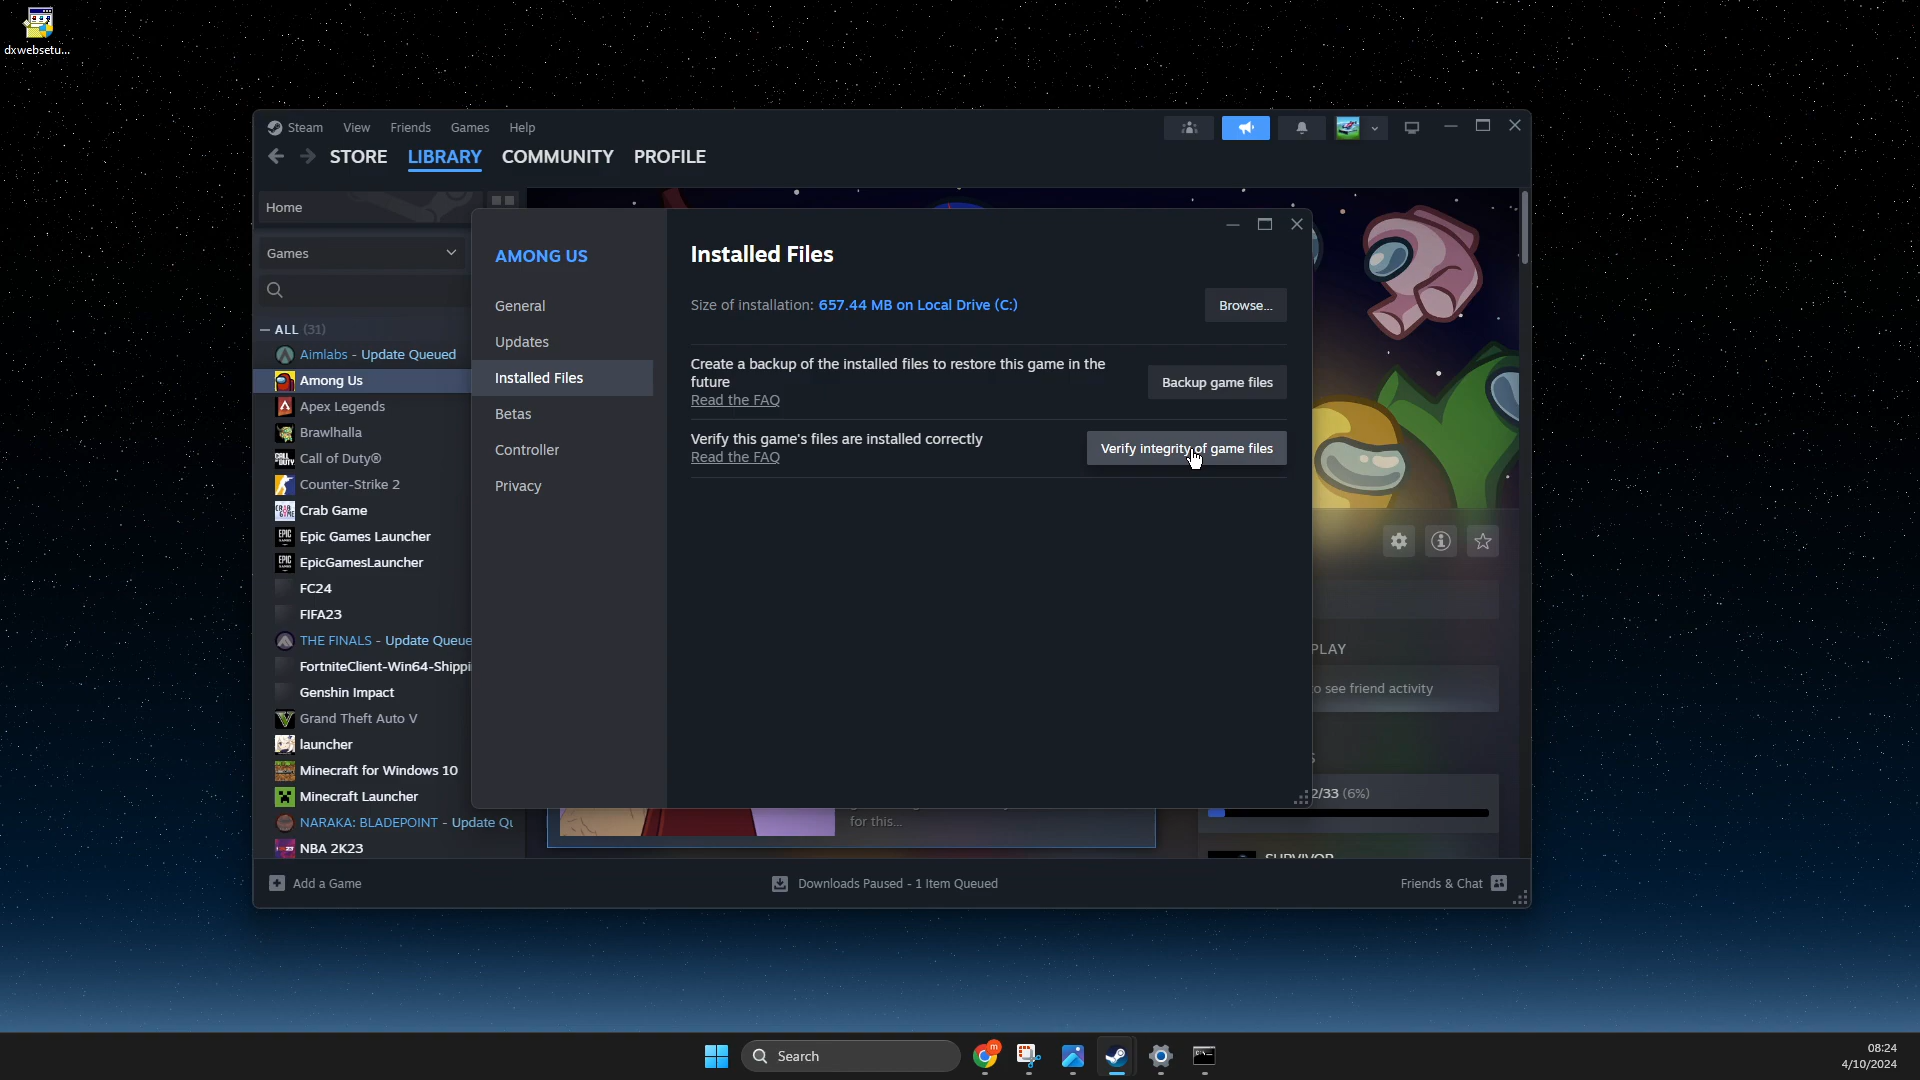 dxwebsetu...
Steam View Friends Games Help
STORE LIBRARY COMMUNITY PROFILE
Home
Games
ALL (31)
Aimlabs - Update Queued
Among Us
Apex Legends
Brawlhalla
Call of Duty®
Counter-Strike 2
Crab Game
Epic Games Launcher
EpicGamesLauncher
FC24
FIFA23
THE FINALS - Update Queue
FortniteClient-Win64-Shippi
Genshin Impact
Grand Theft Auto V
launcher
Minecraft for Windows 10
Minecraft Launcher
NARAKA: BLADEPOINT - Update Qu
NBA 2K23
AMONG US
General
Updates
Installed Files
Betas
Controller
Privacy
Installed Files
Size of installation: 657.44 MB on Local Drive (C:)
Browse...
Create a backup of the installed files to restore this game in the
future
Read the FAQ
Backup game files
Verify this game's files are installed correctly
Read the FAQ
Verify integrity of game files
PLAY
to see friend activity
2/33 (6%)
for this...
SURVIVOR
Add a Game
Downloads Paused - 1 Item Queued
Friends & Chat
Search
08:24
4/10/2024